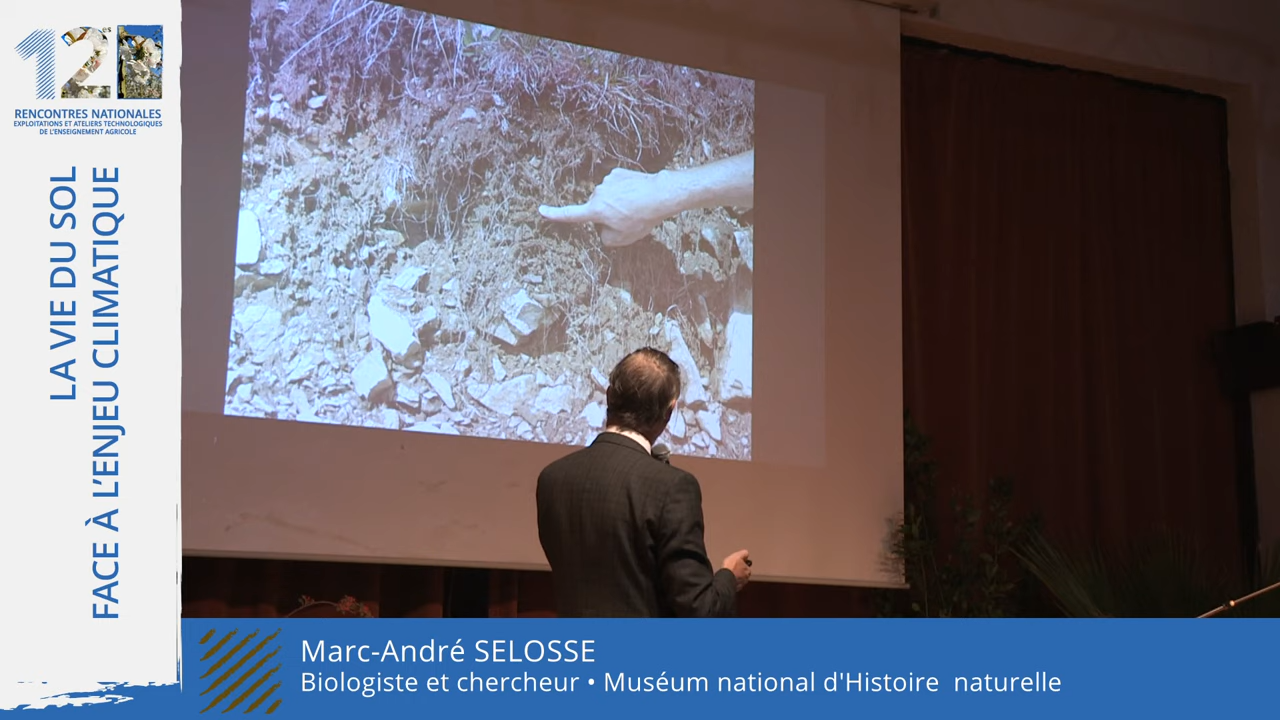 12es
RENCONTRES NATIONALES
EXPLOITATIONS ET ATELIERS TECHNOLOGIQUES
DE L'ENSEIGNEMENT AGRICOLE
LA VIE DU SOL
FACE À L'ENJEU CLIMATIQUE
Marc-André SELOSSE
Biologiste et chercheur • Muséum national d'Histoire naturelle